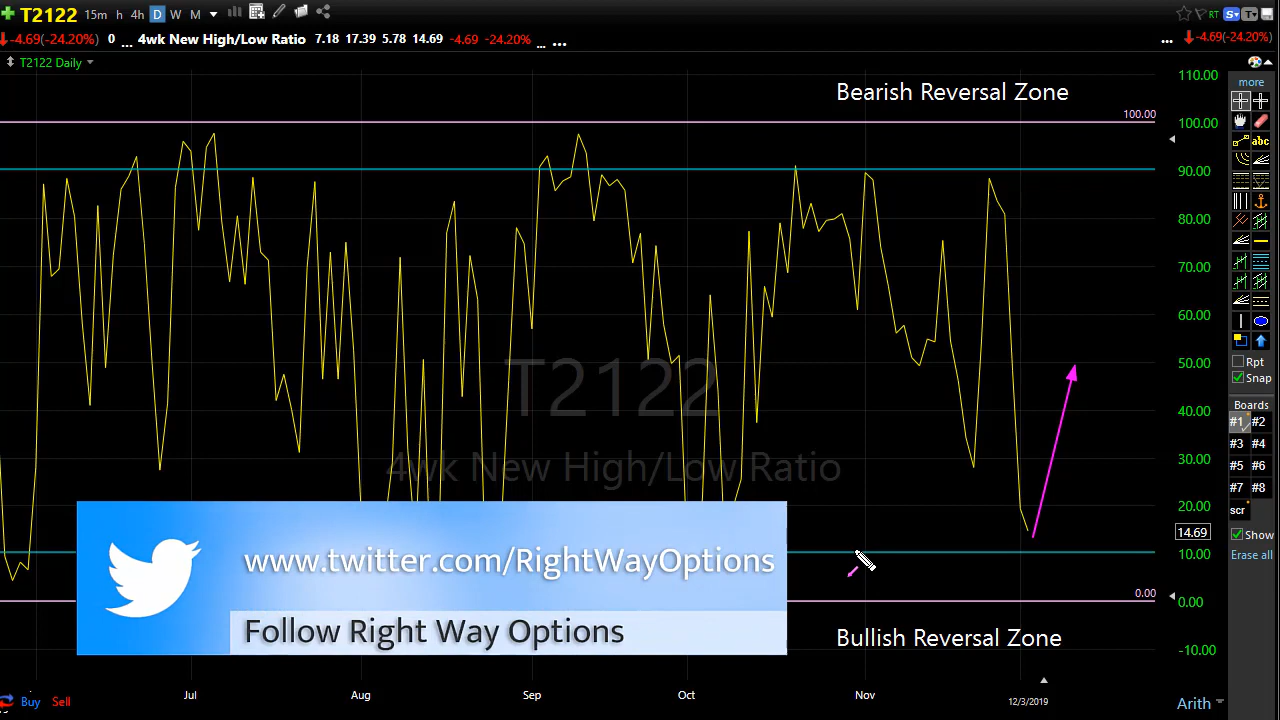 T2122 15m h 4h D W M RT S T
-4.69(-24.20%) 0 ... 4wk New High/Low Ratio 7.18 17.39 5.78 14.69 -4.69 -24.20% ... ... ... -4.69(-24.20%)
T2122 Daily
more
abc
Rpt
Snap
Boards
#1 #2
#3 #4
#5 #6
#7 #8
scr
Show
Erase all
Bearish Reversal Zone
100.00
110.00
100.00
90.00
80.00
70.00
60.00
50.00
40.00
30.00
20.00
14.69
10.00
0.00
0.00
-10.00
T2122
4wk New High/Low Ratio
www.twitter.com/RightWayOptions
Follow Right Way Options
Bullish Reversal Zone
Jul Aug Sep Oct Nov 12/3/2019
Buy Sell
Arith